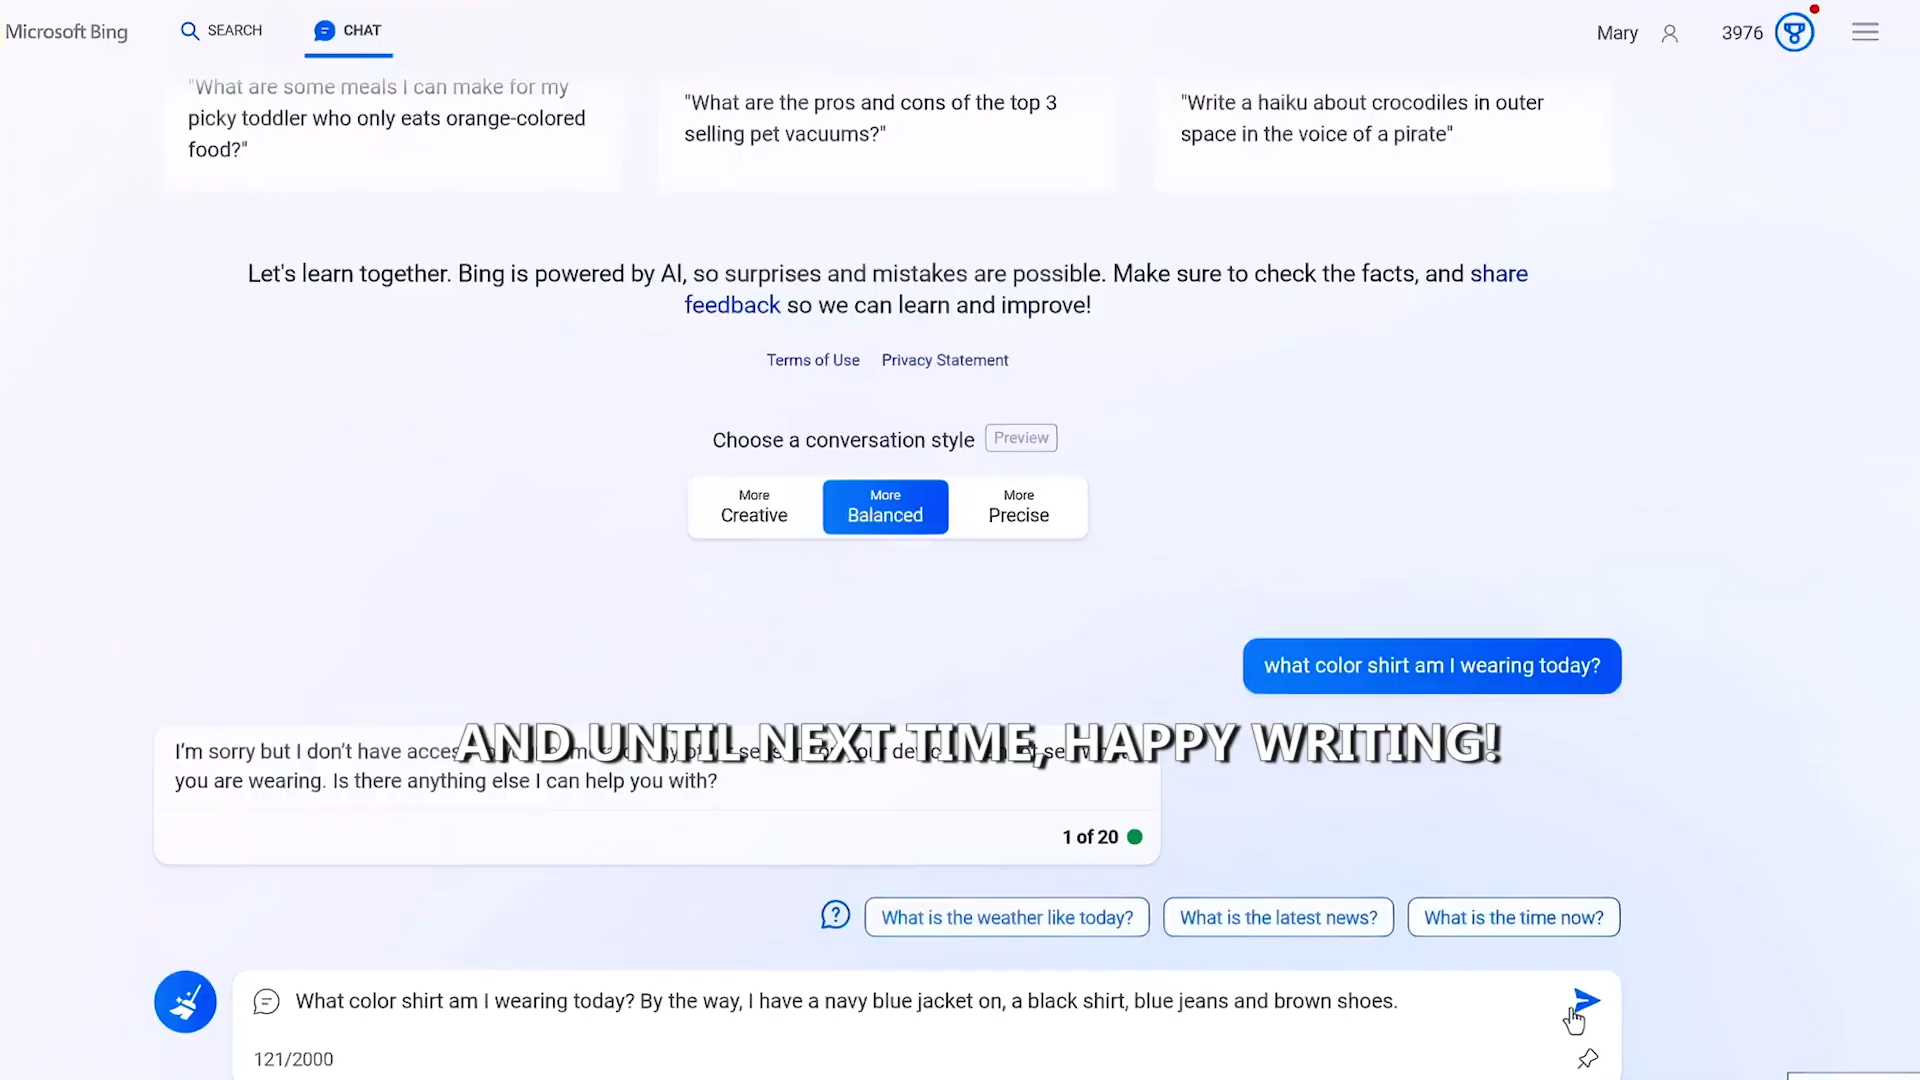 Microsoft Bing
SEARCH
CHAT
Mary
3976
"What are some meals I can make for my
picky toddler who only eats orange-colored
food?"
"What are the pros and cons of the top 3
selling pet vacuums?"
"Write a haiku about crocodiles in outer
space in the voice of a pirate"
Let's learn together. Bing is powered by AI, so surprises and mistakes are possible. Make sure to check the facts, and share
feedback so we can learn and improve!
Terms of Use Privacy Statement
Choose a conversation style Preview
More Creative
More Balanced
More Precise
what color shirt am I wearing today?
AND UNTIL NEXT TIME, HAPPY WRITING!
I'm sorry but I don't have
you are wearing. Is there anything else I can help you with?
1 of 20
What is the weather like today? What is the latest news? What is the time now?
What color shirt am I wearing today? By the way, I have a navy blue jacket on, a black shirt, blue jeans and brown shoes.
121/2000